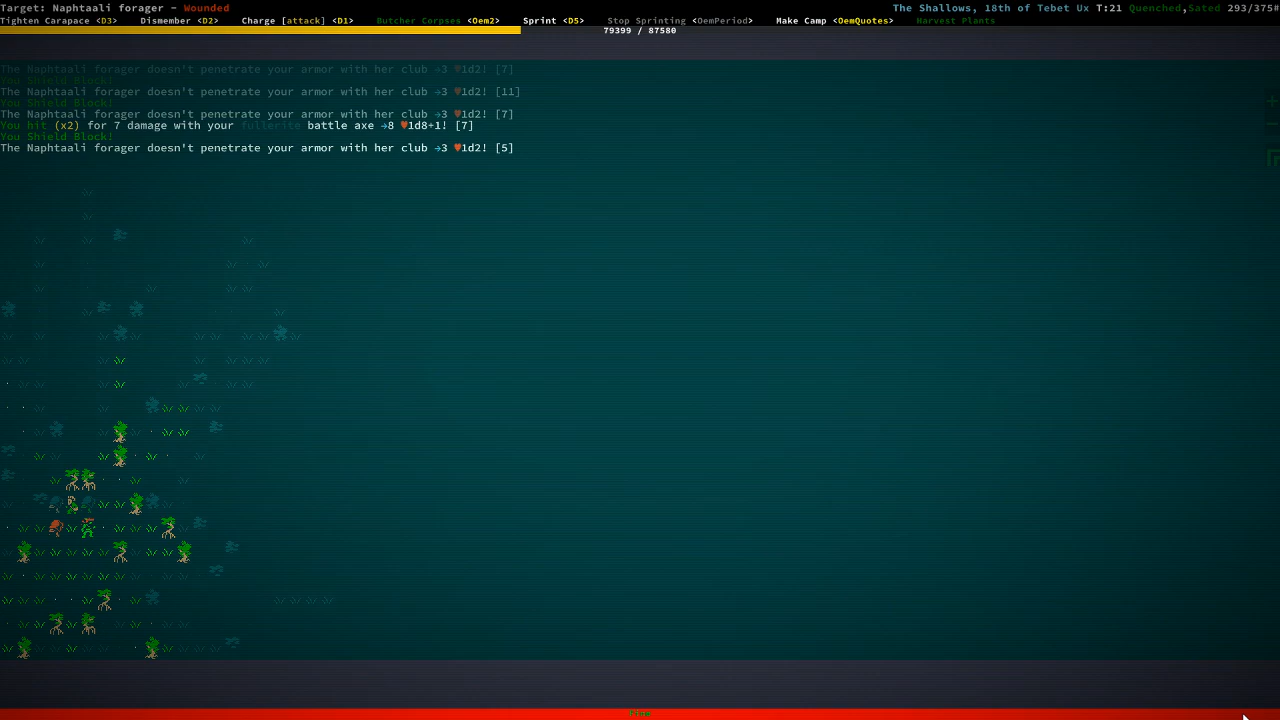 Target: Naphtaali forager - Wounded
The Shallows, 18th of Tebet Ux T:21 Quenched,Sated 293/375#
Tighten Carapace <D3> Dismember <D2> Charge [attack] <D1> Butcher Corpses <Oem2> Sprint <D5> Stop Sprinting <OemPeriod> Make Camp <OemQuotes> Harvest Plants
79399 / 87580
The Naphtaali forager doesn't penetrate your armor with her club →3 ♥1d2! [7]
You Shield Block!
The Naphtaali forager doesn't penetrate your armor with her club →3 ♥1d2! [11]
You Shield Block!
The Naphtaali forager doesn't penetrate your armor with her club →3 ♥1d2! [7]
You hit (x2) for 7 damage with your fullerite battle axe →8 ♥1d8+1! [7]
You Shield Block!
The Naphtaali forager doesn't penetrate your armor with her club →3 ♥1d2! [5]